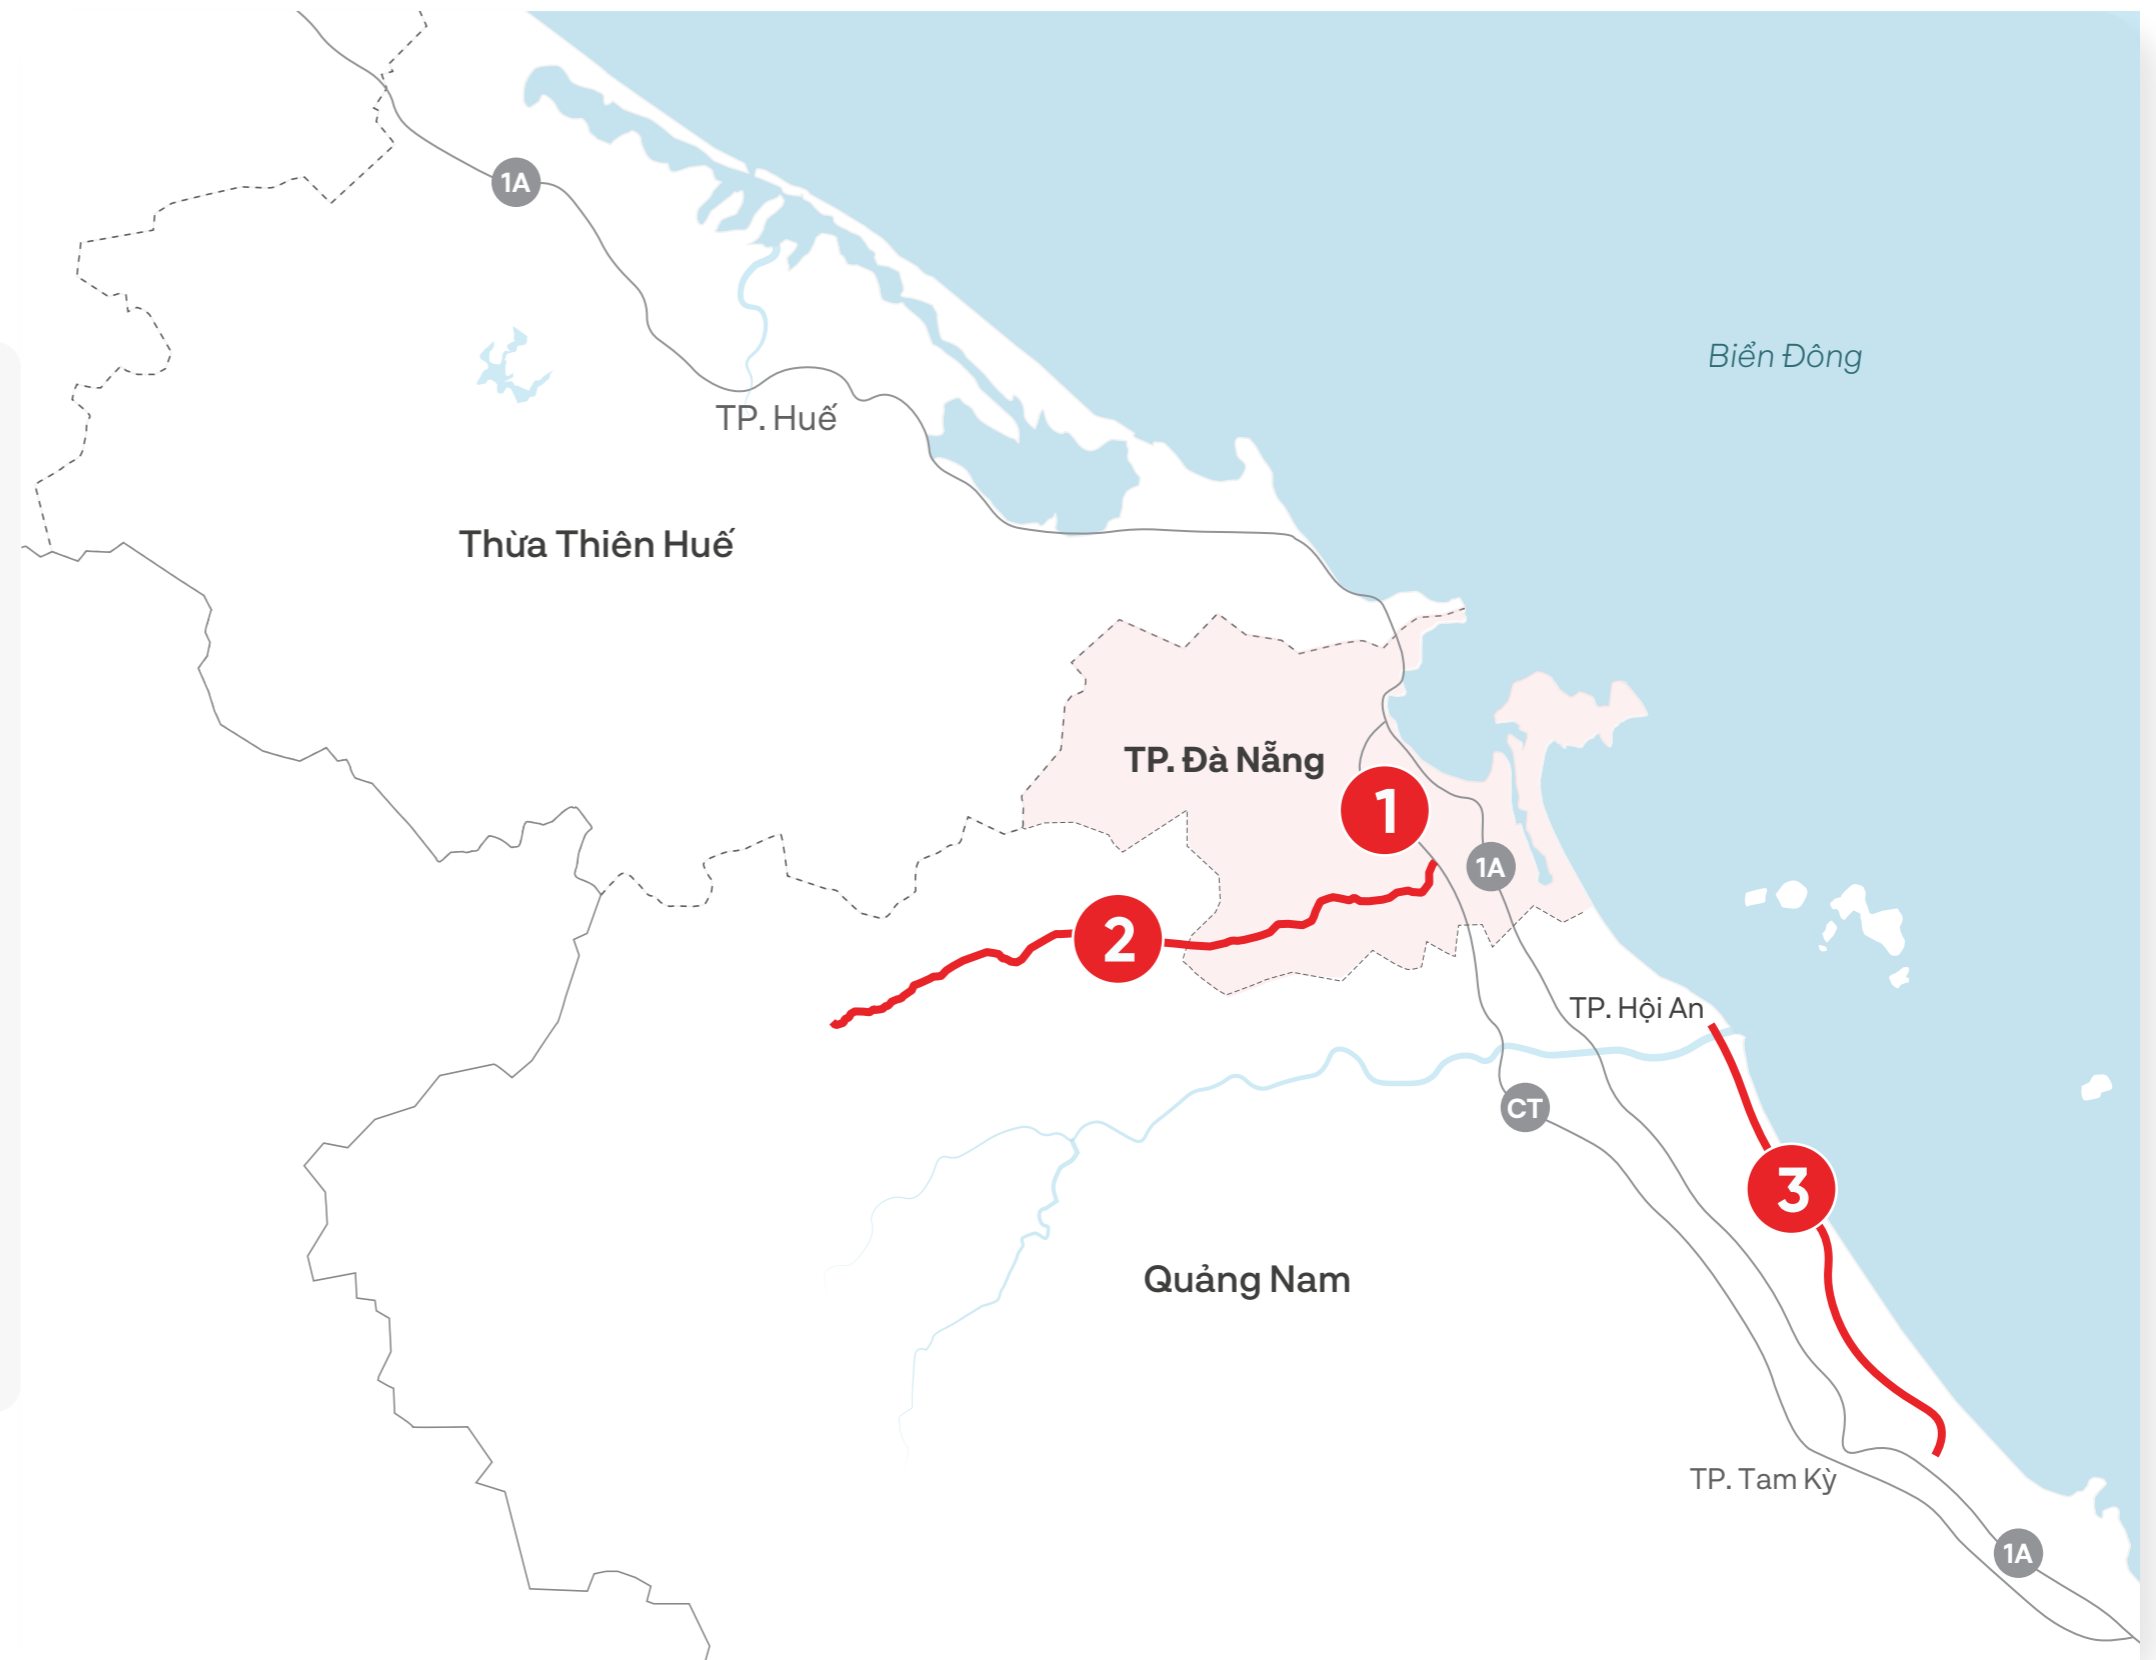 1A
Biển Đông
TP. Huế
Thừa Thiên Huế
TP. Đà Nẵng
1
1A
2
TP. Hội An
CT
3
Quảng Nam
TP. Tam Kỳ
1A